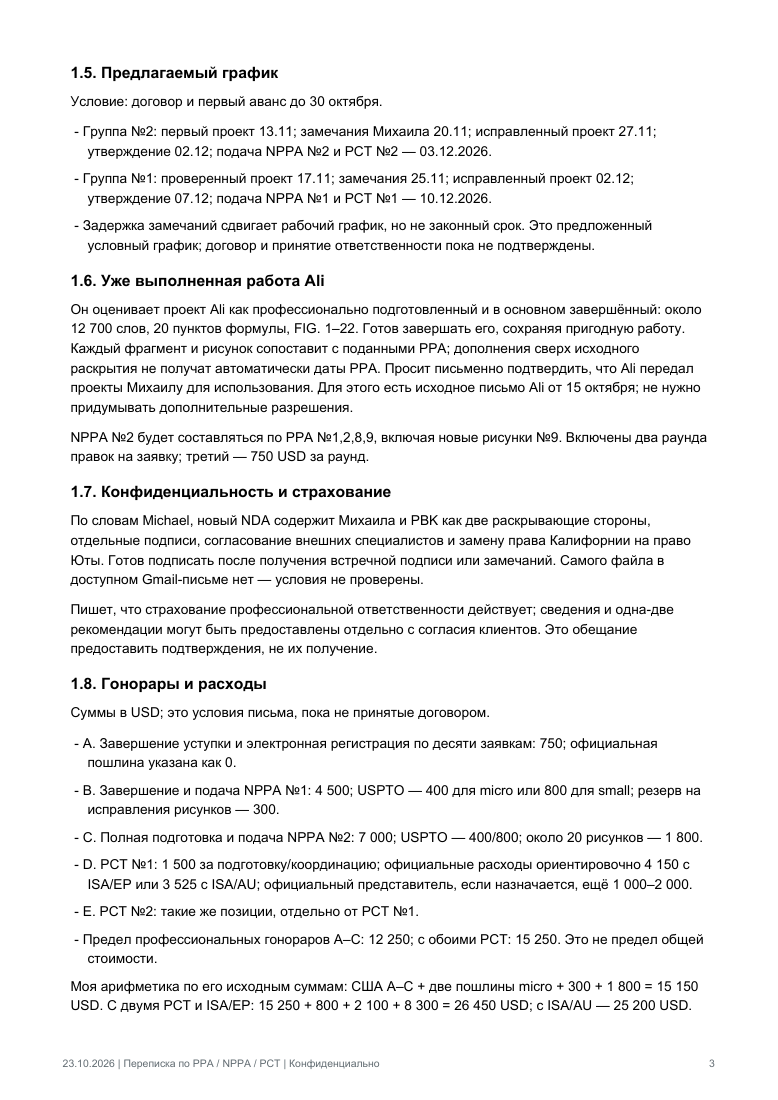 1.5. Предлагаемый график
Условие: договор и первый аванс до 30 октября.
- Группа №2: первый проект 13.11; замечания Михаила 20.11; исправленный проект 27.11;
утверждение 02.12; подача NPPA №2 и PCT №2 — 03.12.2026.
- Группа №1: проверенный проект 17.11; замечания 25.11; исправленный проект 02.12;
утверждение 07.12; подача NPPA №1 и PCT №1 — 10.12.2026.
- Задержка замечаний сдвигает рабочий график, но не законный срок. Это предложенный
условный график; договор и принятие ответственности пока не подтверждены.
1.6. Уже выполненная работа Ali
Он оценивает проект Ali как профессионально подготовленный и в основном завершённый: около
12 700 слов, 20 пунктов формулы, FIG. 1–22. Готов завершать его, сохраняя пригодную работу.
Каждый фрагмент и рисунок сопоставит с поданными PPA; дополнения сверх исходного
раскрытия не получат автоматически даты PPA. Просит письменно подтвердить, что Ali передал
проекты Михаилу для использования. Для этого есть исходное письмо Ali от 15 октября; не нужно
придумывать дополнительные разрешения.
NPPA №2 будет составляться по PPA №1,2,8,9, включая новые рисунки №9. Включены два раунда
правок на заявку; третий — 750 USD за раунд.
1.7. Конфиденциальность и страхование
По словам Michael, новый NDA содержит Михаила и PBK как две раскрывающие стороны,
отдельные подписи, согласование внешних специалистов и замену права Калифорнии на право
Юты. Готов подписать после получения встречной подписи или замечаний. Самого файла в
доступном Gmail-письме нет — условия не проверены.
Пишет, что страхование профессиональной ответственности действует; сведения и одна-две
рекомендации могут быть предоставлены отдельно с согласия клиентов. Это обещание
предоставить подтверждения, не их получение.
1.8. Гонорары и расходы
Суммы в USD; это условия письма, пока не принятые договором.
- A. Завершение уступки и электронная регистрация по десяти заявкам: 750; официальная
пошлина указана как 0.
- B. Завершение и подача NPPA №1: 4 500; USPTO — 400 для micro или 800 для small; резерв на
исправления рисунков — 300.
- C. Полная подготовка и подача NPPA №2: 7 000; USPTO — 400/800; около 20 рисунков — 1 800.
- D. PCT №1: 1 500 за подготовку/координацию; официальные расходы ориентировочно 4 150 с
ISA/EP или 3 525 с ISA/AU; официальный представитель, если назначается, ещё 1 000–2 000.
- E. PCT №2: такие же позиции, отдельно от PCT №1.
- Предел профессиональных гонораров A–C: 12 250; с обоими PCT: 15 250. Это не предел общей
стоимости.
Моя арифметика по его исходным суммам: США A–C + две пошлины micro + 300 + 1 800 = 15 150
USD. С двумя PCT и ISA/EP: 15 250 + 800 + 2 100 + 8 300 = 26 450 USD; с ISA/AU — 25 200 USD.
23.10.2026 | Переписка по PPA / NPPA / PCT | Конфиденциально
3